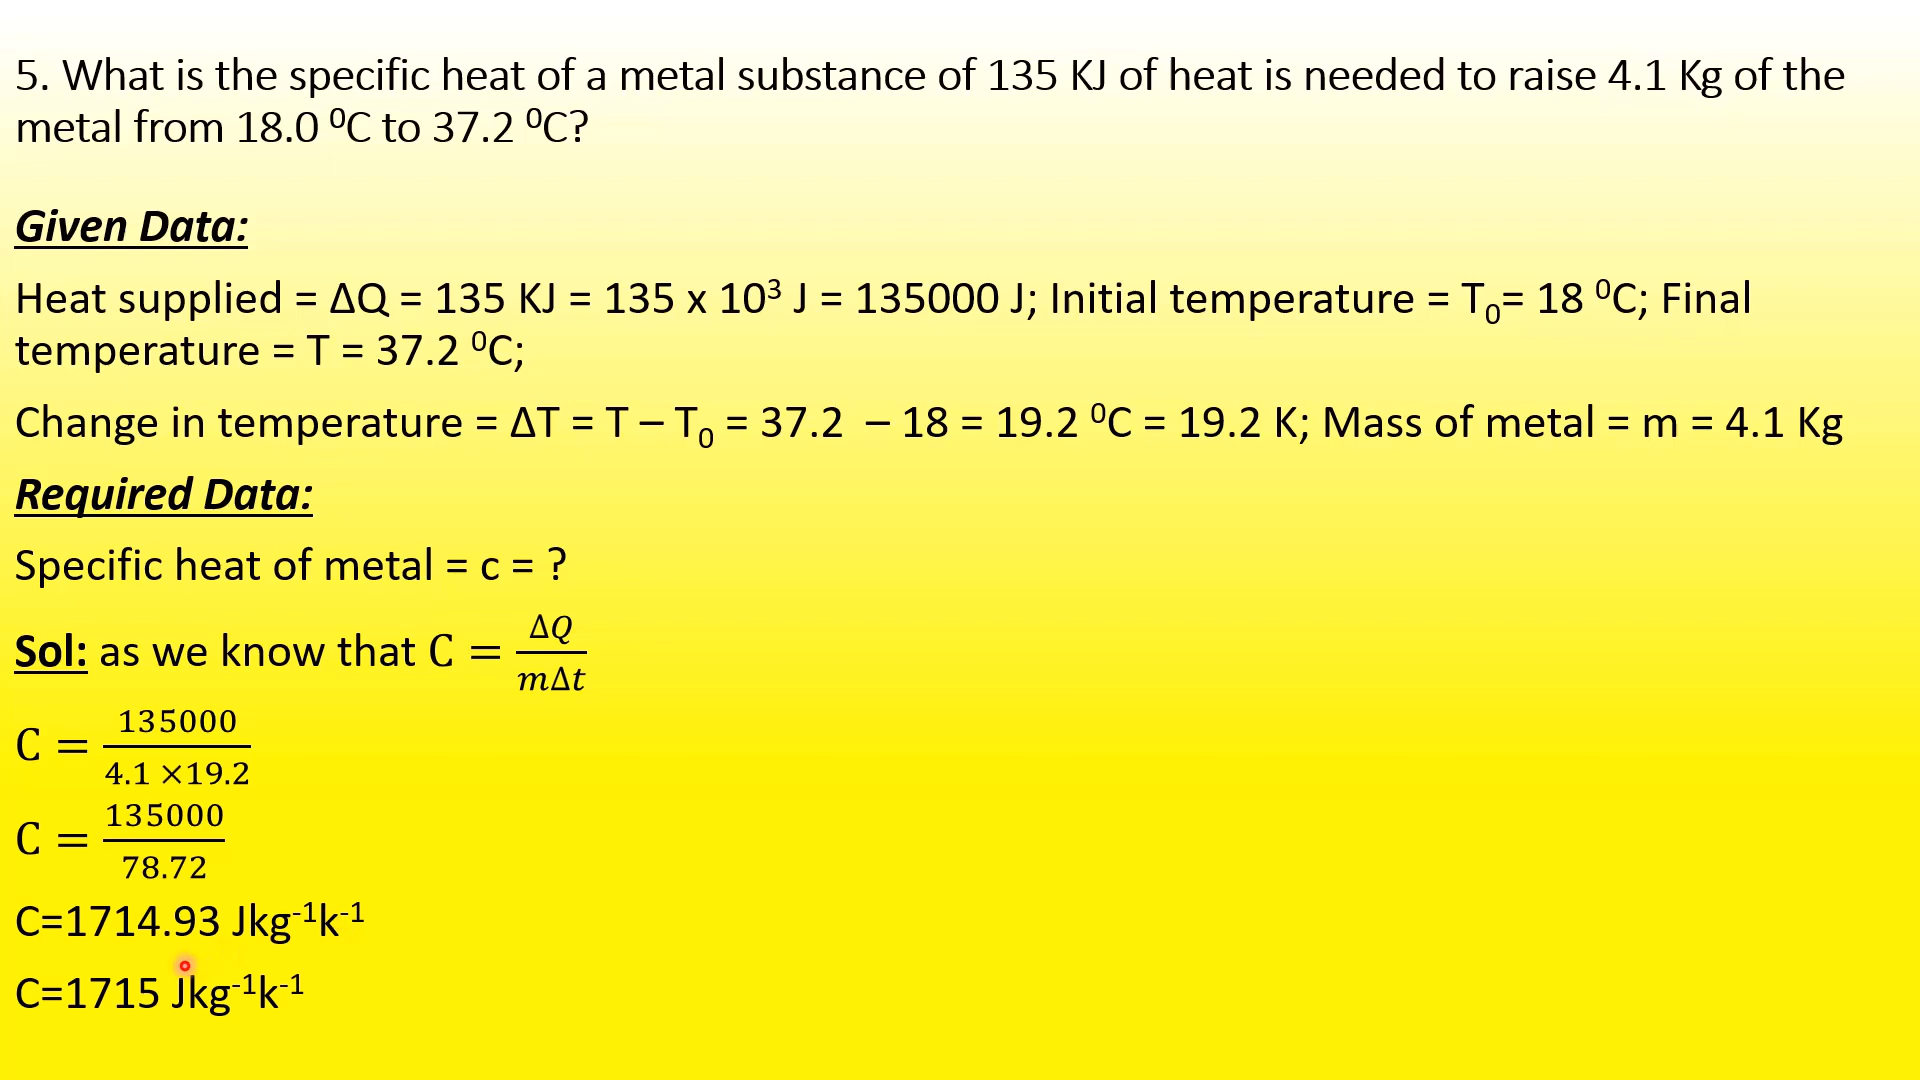 5. What is the specific heat of a metal substance of 135 KJ of heat is needed to raise 4.1 Kg of the
metal from 18.0 ⁰C to 37.2 ⁰C?
Given Data:
Heat supplied = ΔQ = 135 KJ = 135 x 10³ J = 135000 J; Initial temperature = T₀= 18 ⁰C; Final
temperature = T = 37.2 ⁰C;
Change in temperature = ΔT = T – T₀ = 37.2 – 18 = 19.2 ⁰C = 19.2 K; Mass of metal = m = 4.1 Kg
Required Data:
Specific heat of metal = c = ?
Sol: as we know that C = ΔQ/mΔt
C = 135000/4.1 ×19.2
C = 135000/78.72
C=1714.93 Jkg⁻¹k⁻¹
C=1715 Jkg⁻¹k⁻¹